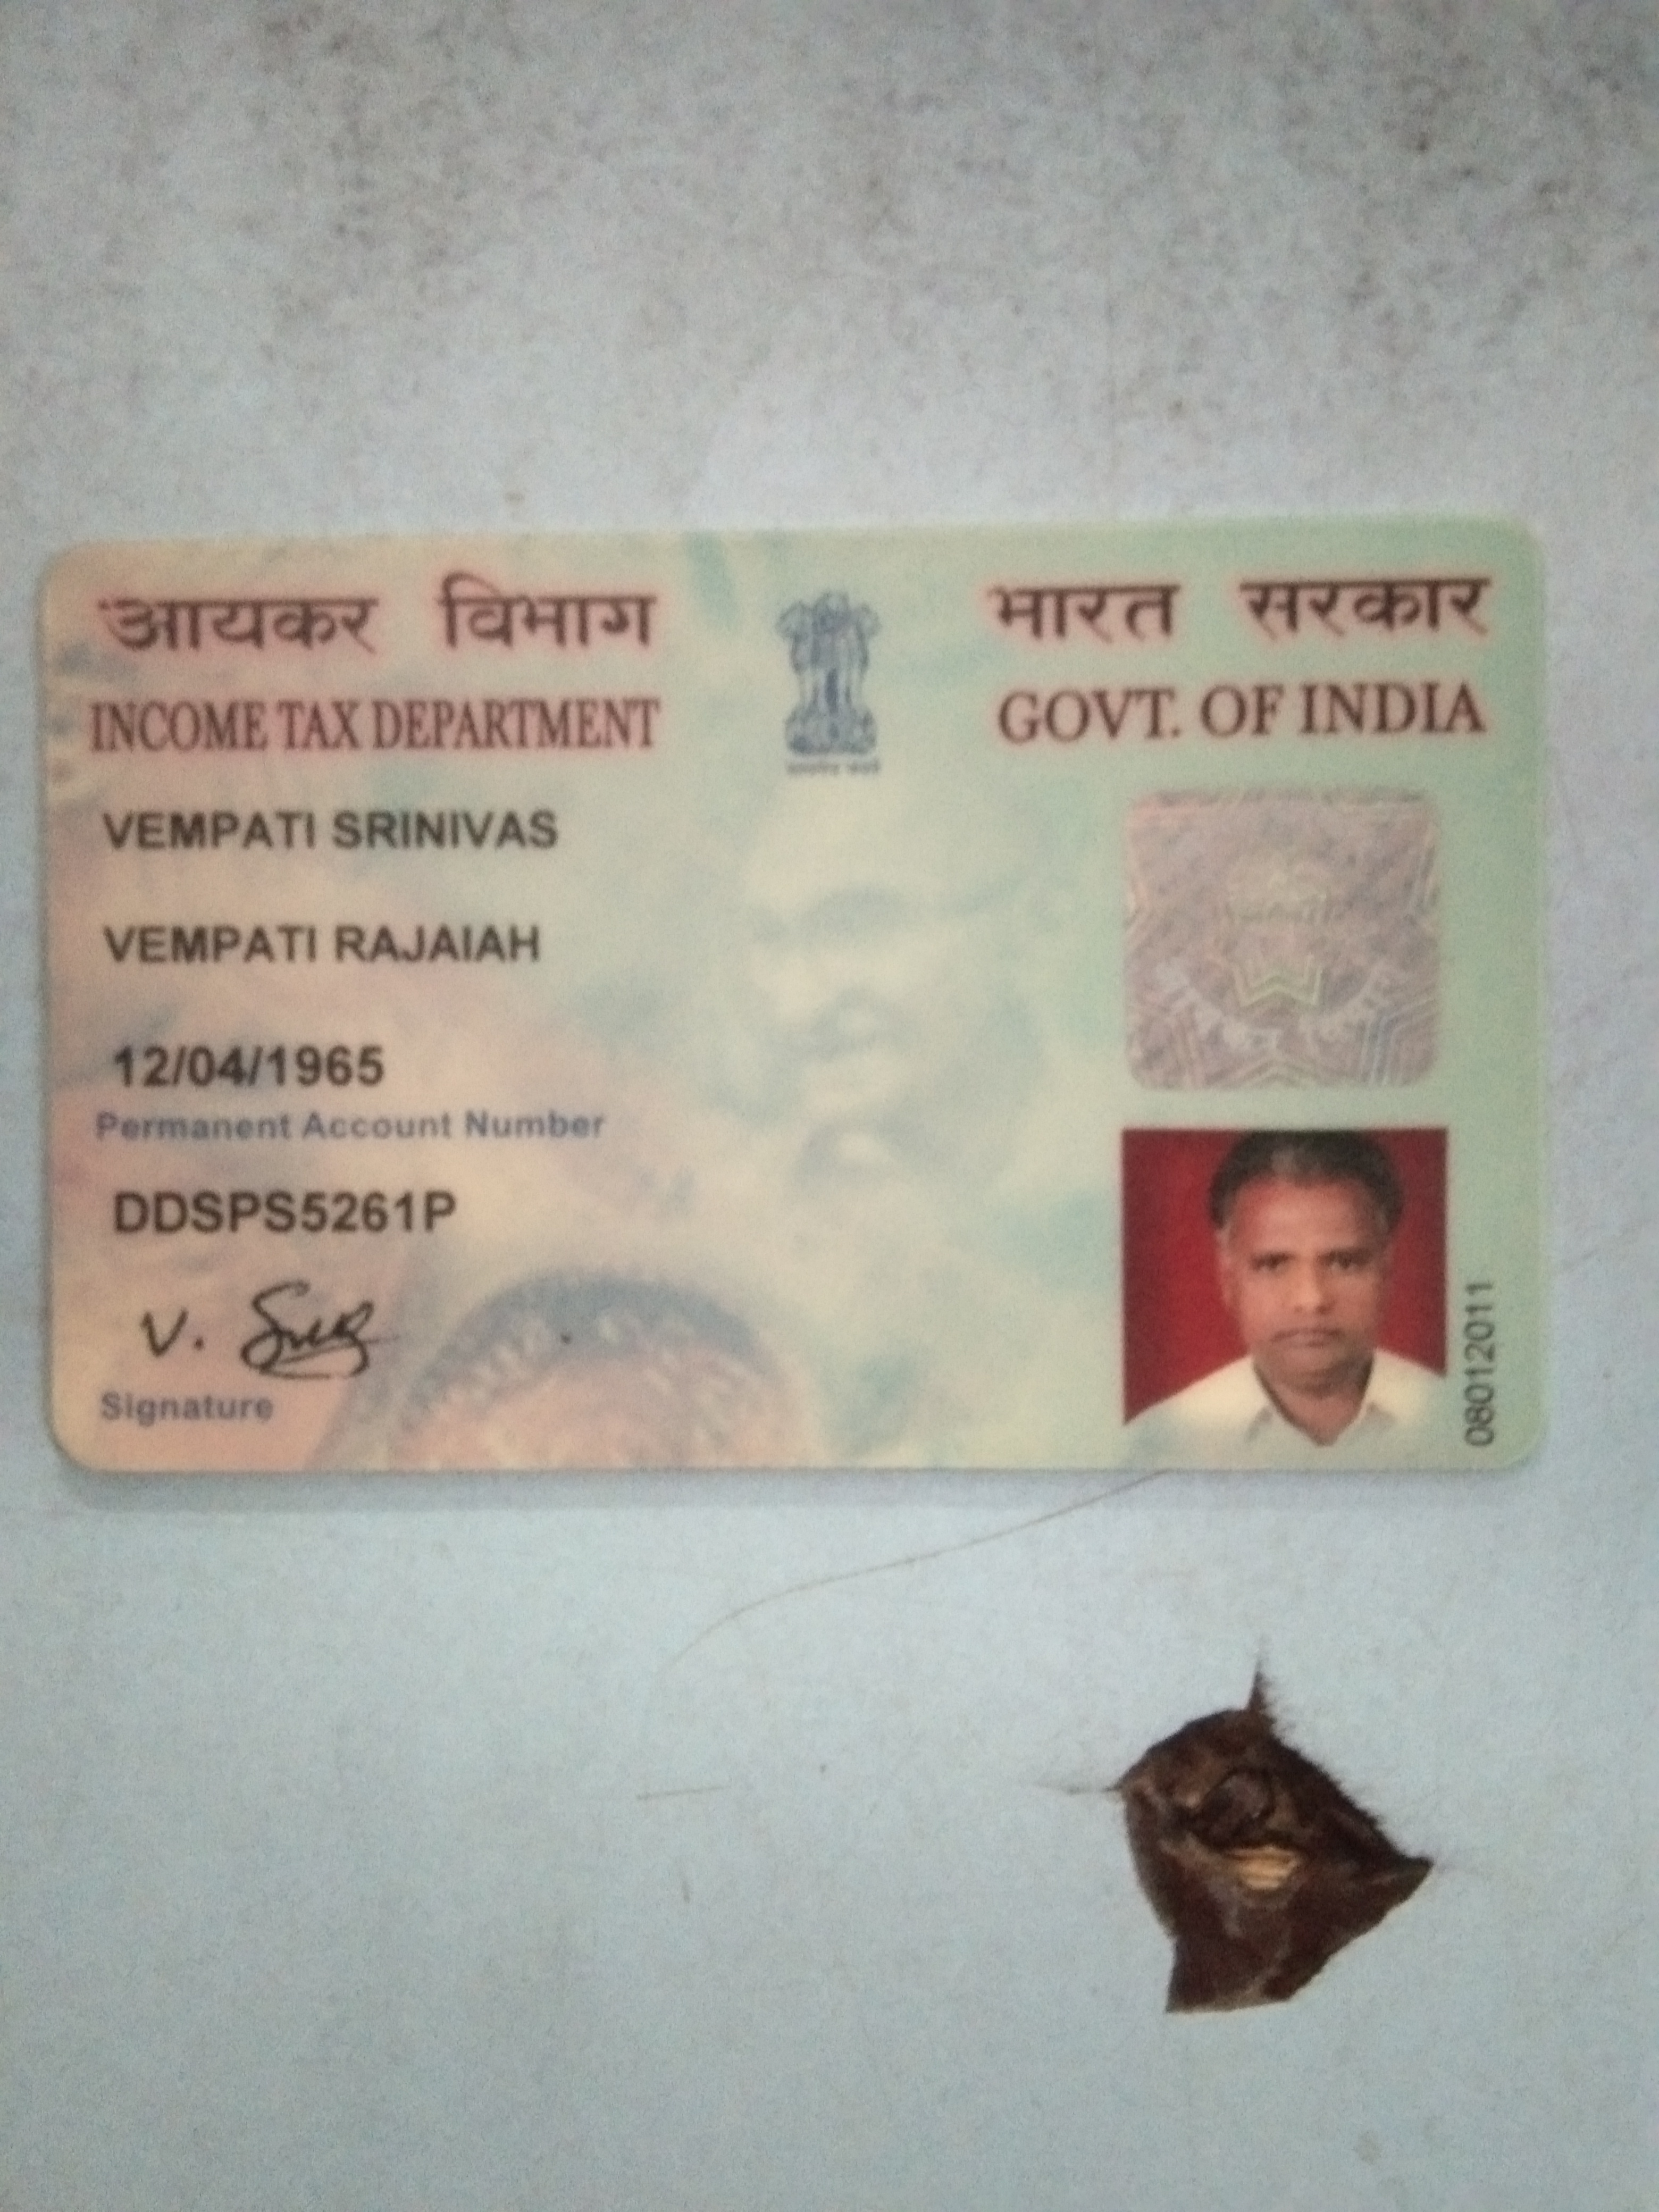 आयकर विभाग
INCOME TAX DEPARTMENT
भारत सरकार
GOVT. OF INDIA
VEMPATI SRINIVAS
VEMPATI RAJAIAH
12/04/1965
Permanent Account Number
DDSPS5261P
V.
Signature
08012011